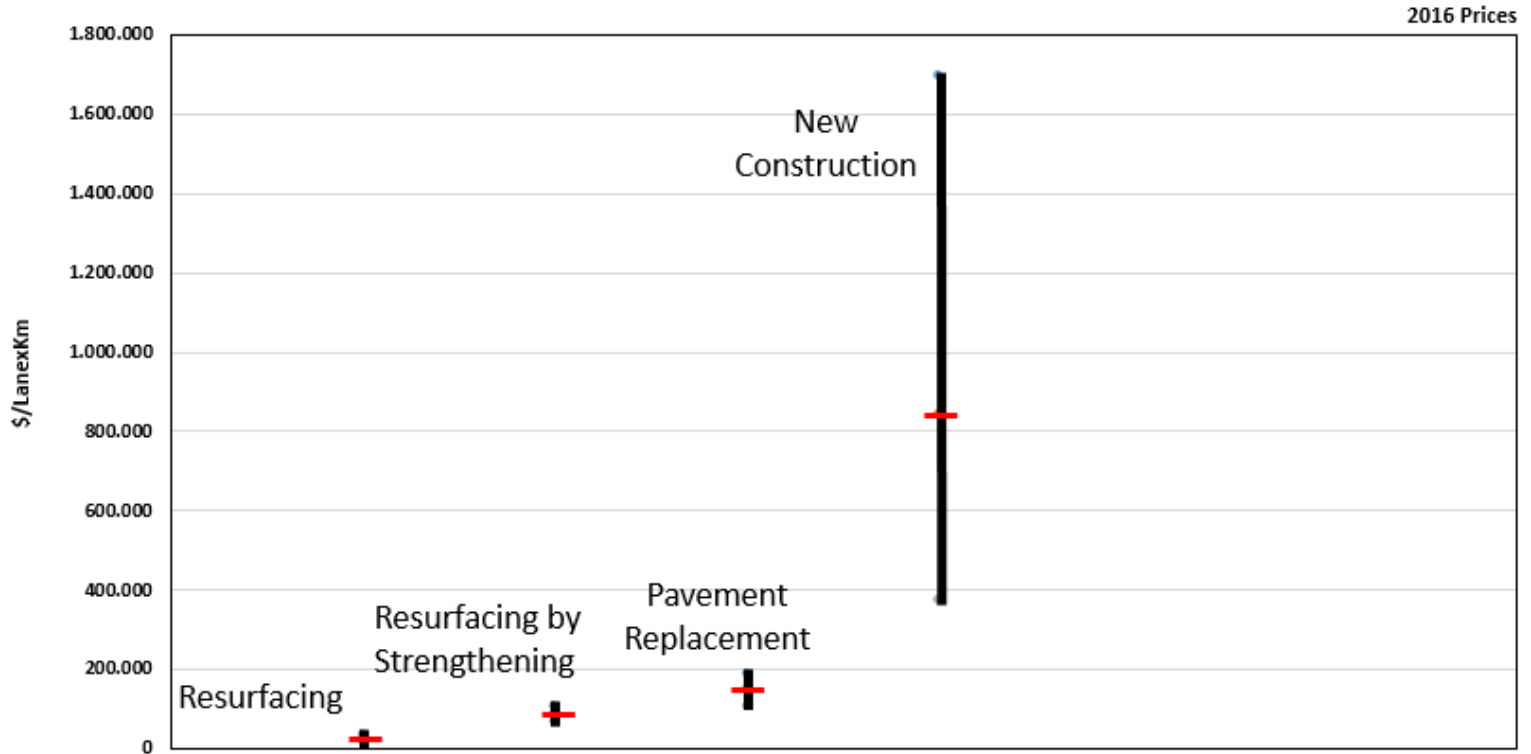 2016 Prices
1.800.000
1.600.000
1.400.000
1.200.000
1.000.000
800.000
600.000
400.000
200.000
0
$/LanexKm
New
Construction
Pavement
Replacement
Resurfacing by
Strengthening
Resurfacing